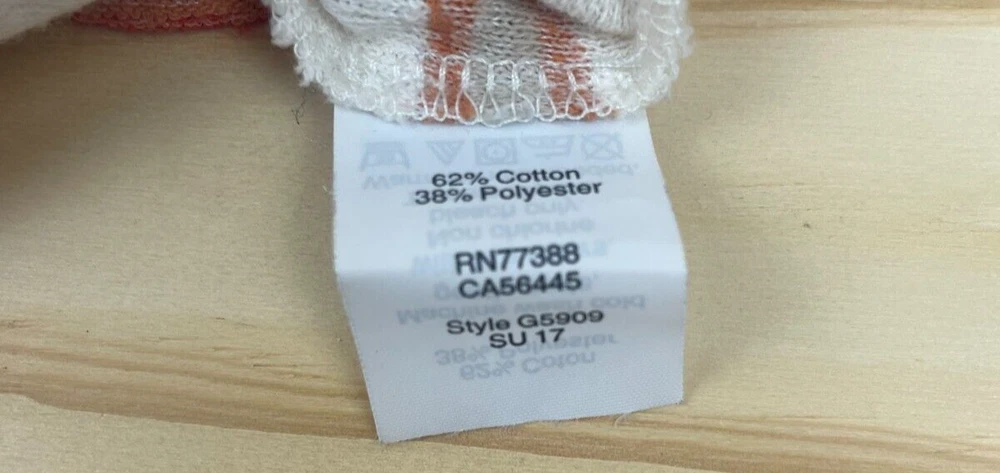 62% Cotton
38% Polyester
RN77388
CA56445
Style G5909
SU 17